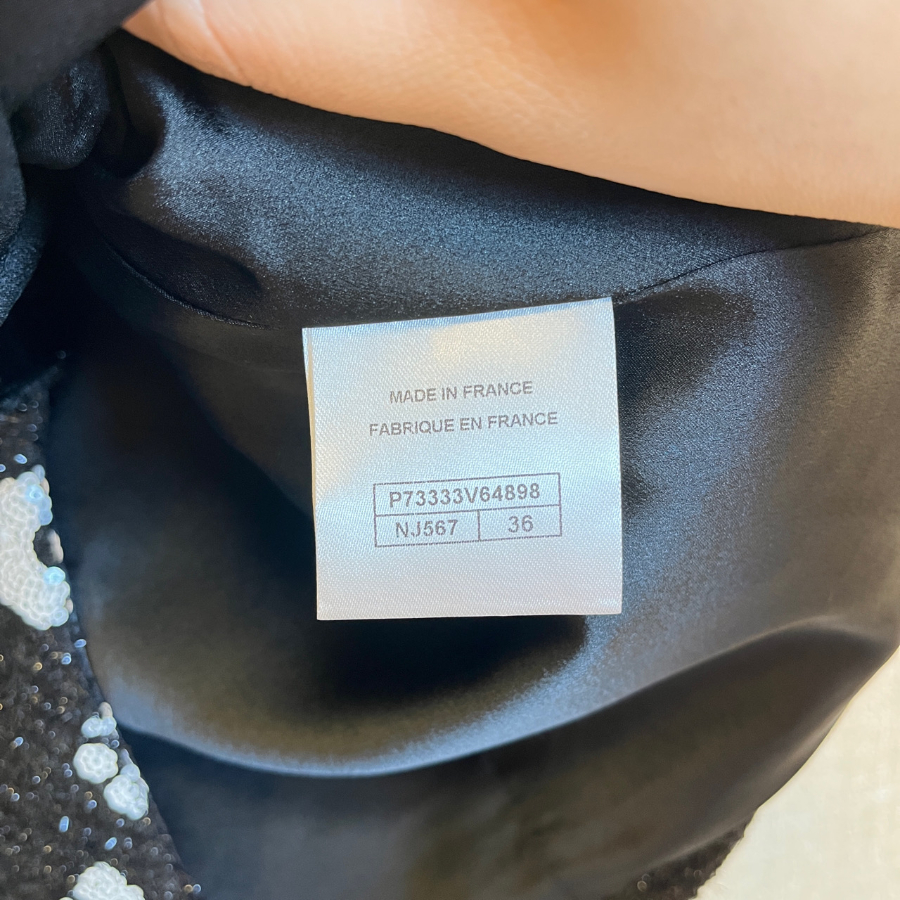 MADE IN FRANCE
FABRIQUE EN FRANCE
P73333V64898
NJ567 36